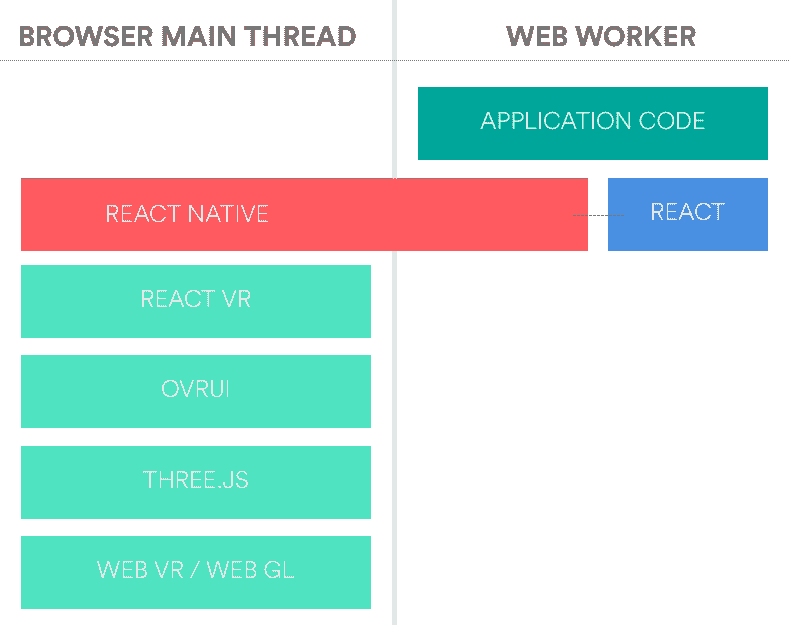 BROWSER MAIN THREAD
WEB WORKER
APPLICATION CODE
REACT NATIVE
REACT
REACT VR
OVRUI
THREE.JS
WEB VR / WEB GL